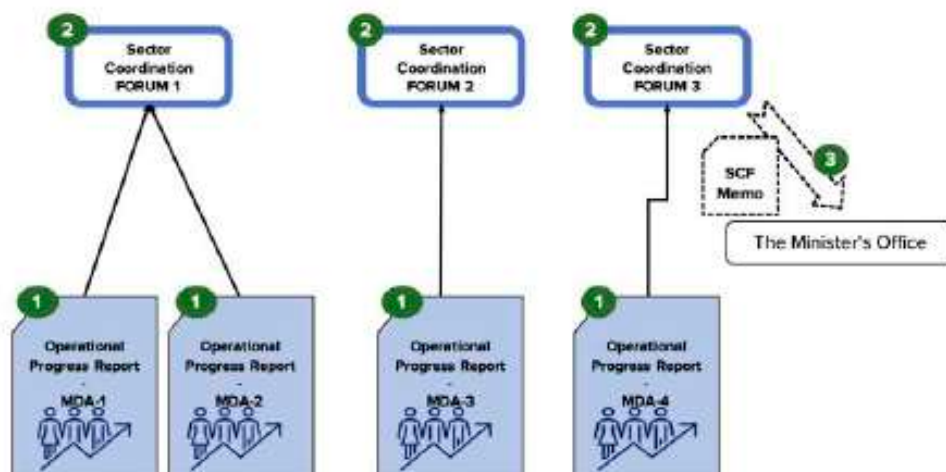 2
Sector
Coordination
FORUM 1
2
Sector
Coordination
FORUM 2
2
Sector
Coordination
FORUM 3
3
SCF
Memo
The Minister's Office
1
Operational
Progress Report
-
MDA-1
1
Operational
Progress Report
-
MDA-2
1
Operational
Progress Report
-
MDA-3
1
Operational
Progress Report
-
MDA-4